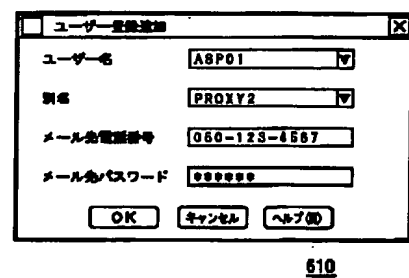 ユーザー登録追加
ユーザー名 ASP01
別名 PROXY2
メール先電話番号 060-123-4567
メール先パスワード ******
OK キャンセル ヘルプ(H)
610